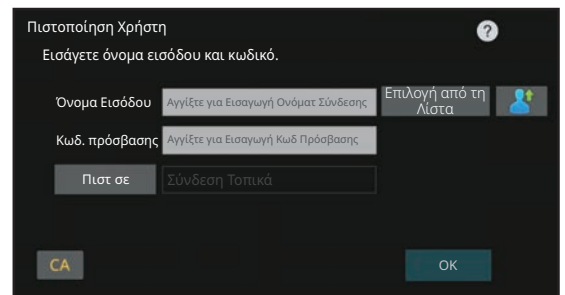 Πιστοποίηση Χρήστη
?
Εισάγετε όνομα εισόδου και κωδικό.
Όνομα Εισόδου
Αγγίξτε για Εισαγωγή Ονόματ Σύνδεσης
Επιλογή από τη
Λίστα
Κωδ. πρόσβασης
Αγγίξτε για Εισαγωγή Κωδ Πρόσβασης
Πιστ σε
Σύνδεση Τοπικά
CA
OK